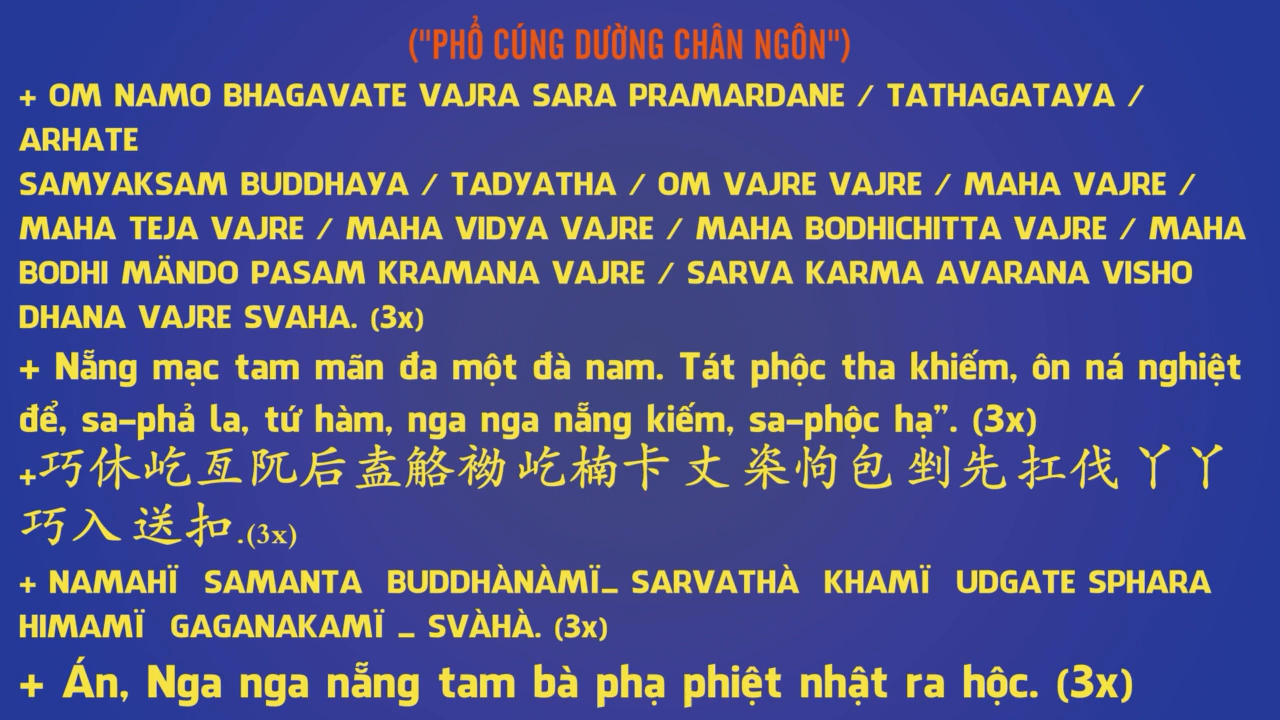 ("PHỔ CÚNG DƯỜNG CHÂN NGÔN")
+ OM NAMO BHAGAVATE VAJRA SARA PRAMARDANE / TATHAGATAYA /
ARHATE
SAMYAKSAM BUDDHAYA / TADYATHA / OM VAJRE VAJRE / MAHA VAJRE /
MAHA TEJA VAJRE / MAHA VIDYA VAJRE / MAHA BODHICHITTA VAJRE / MAHA
BODHI MÄNDO PASAM KRAMANA VAJRE / SARVA KARMA AVARANA VISHO
DHANA VAJRE SVAHA. (3x)
+ Nẵng mạc tam mãn đa một đà nam. Tát phộc tha khiếm, ôn ná nghiệt
để, sa-phả la, tứ hàm, nga nga nẵng kiếm, sa-phộc hạ”. (3x)
+巧休屹亙阢后盍觡袎屹楠卡丈粢怐包剉先扛伐丫丫
巧入送扣.(3x)
+ NAMAHÏ SAMANTA BUDDHÀNÀMÏ_ SARVATHÀ KHAMÏ UDGATE SPHARA
HIMAMÏ GAGANAKAMÏ _ SVÀHÀ. (3x)
+ Án, Nga nga nẵng tam bà phạ phiệt nhật ra hộc. (3x)